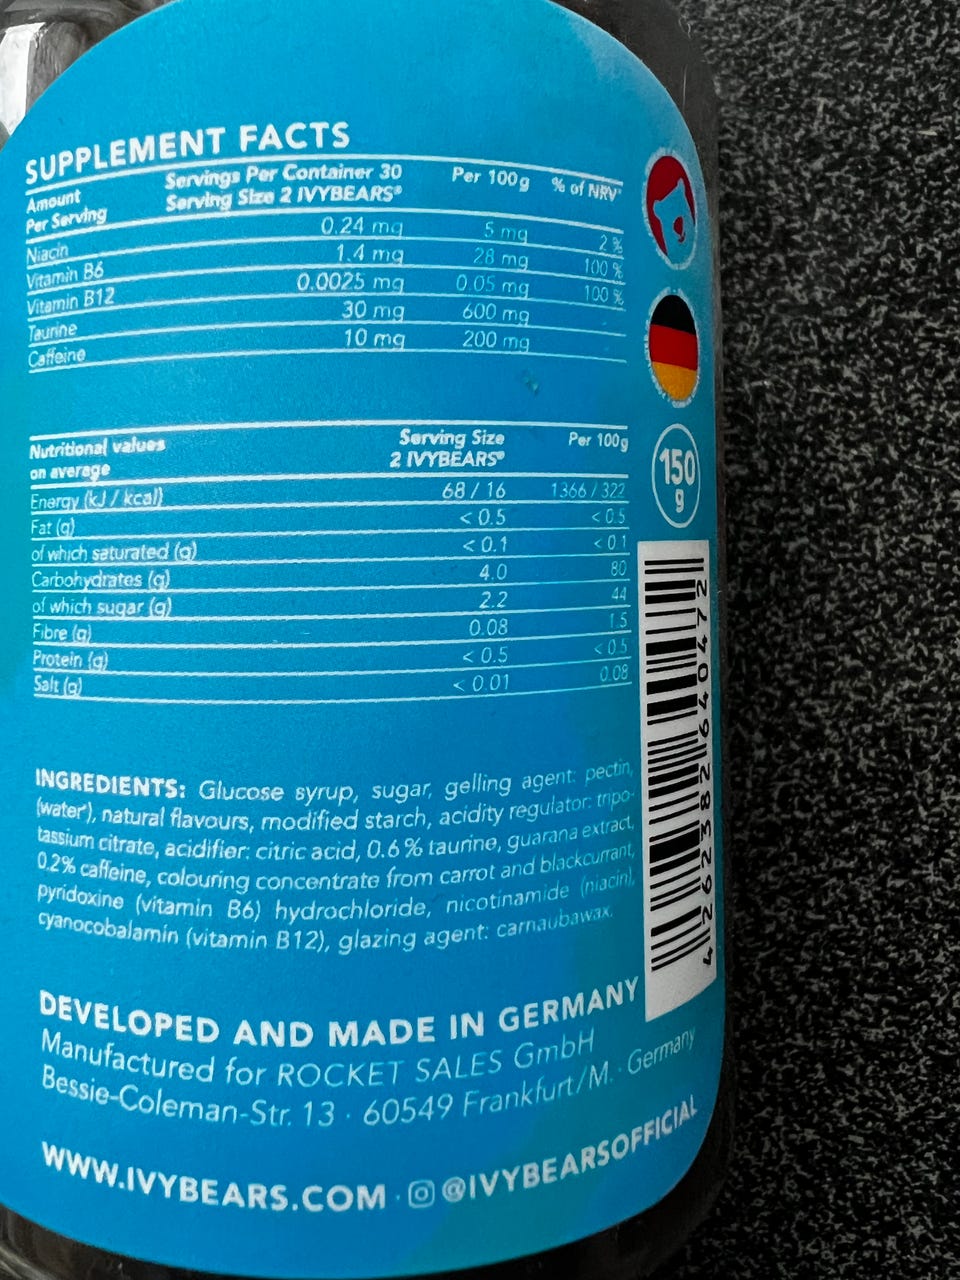 SUPPLEMENT FACTS
Amount Per Serving Servings Per Container 30 Serving Size 2 IVYBEARS® Per 100g % of NRV*
Niacin 0.24 mg 5 mg 2 %
Vitamin B6 1.4 mg 28 mg 100 %
Vitamin B12 0.0025 mg 0.05 mg 100 %
Taurine 30 mg 600 mg
Caffeine 10 mg 200 mg
Nutritional values on average Serving Size 2 IVYBEARS® Per 100g
Energy (kJ / kcal) 68 / 16 1366 / 322
Fat (g) < 0.5 < 0.5
of which saturated (g) < 0.1 < 0.1
Carbohydrates (g) 4.0 80
of which sugar (g) 2.2 44
Fibre (g) 0.08 1.5
Protein (g) < 0.5 < 0.5
Salt (g) < 0.01 0.08
150
g
4262382640472
INGREDIENTS: Glucose syrup, sugar, gelling agent: pectin,
(water*), natural flavours, modified starch, acidity regulator: tripo-
tassium citrate, acidifier: citric acid, 0.6 % taurine, guarana extract,
0.2% caffeine, colouring concentrate from carrot and blackcurrant,
pyridoxine (vitamin B6) hydrochloride, nicotinamide (niacin),
cyanocobalamin (vitamin B12), glazing agent: carnaubawax.
DEVELOPED AND MADE IN GERMANY
Manufactured for ROCKET SALES GmbH
Bessie-Coleman-Str. 13 · 60549 Frankfurt/M. · Germany
WWW.IVYBEARS.COM · @IVYBEARSOFFICIAL